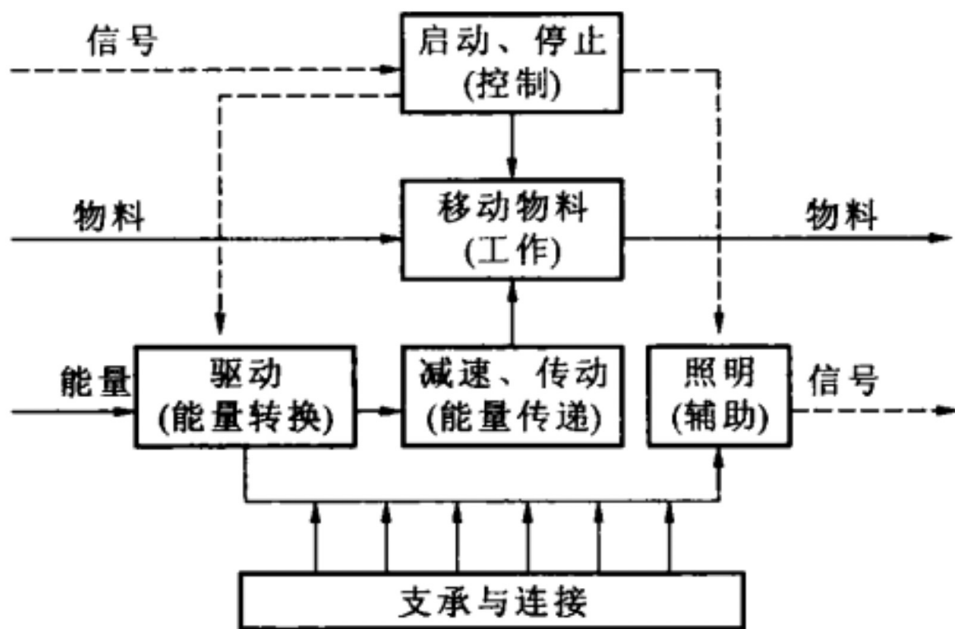 信号
启动、停止
(控制)
物料
移动物料
(工作)
物料
能量
驱动
(能量转换)
减速、传动
(能量传递)
照明
(辅助)
信号
支承与连接